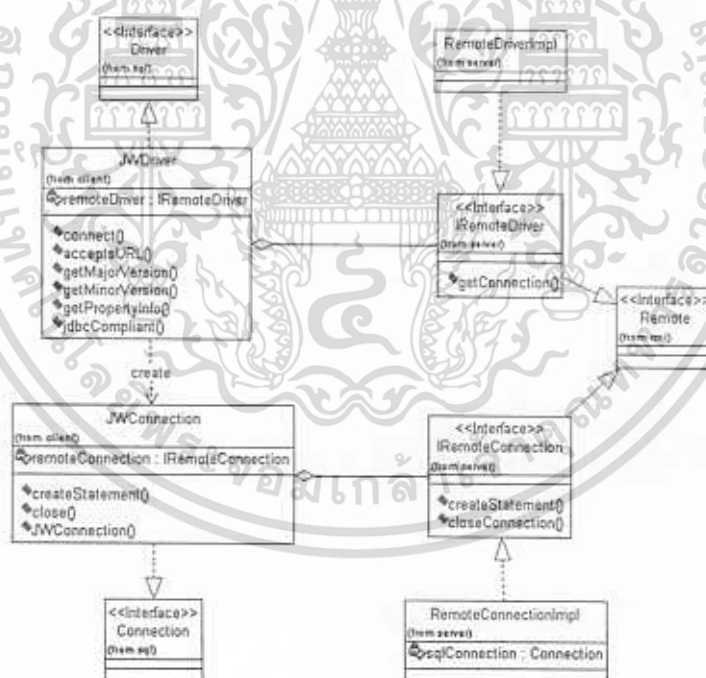 <<Interface>>
Driver
(from sql)
RemoteDriverImpl
(from server)
JWDriver
(from client)
remoteDriver : IRemoteDriver
connect()
acceptsURL()
getMajorVersion()
getMinorVersion()
getPropertyInfo()
jdbcCompliant()
<<Interface>>
IRemoteDriver
(from server)
getConnection()
<<Interface>>
Remote
(from rmi)
create
JWConnection
(from client)
remoteConnection : IRemoteConnection
createStatement()
close()
JWConnection()
<<Interface>>
IRemoteConnection
(from server)
createStatement()
closeConnection()
<<Interface>>
Connection
(from sql)
RemoteConnectionImpl
(from server)
sqlConnection : Connection